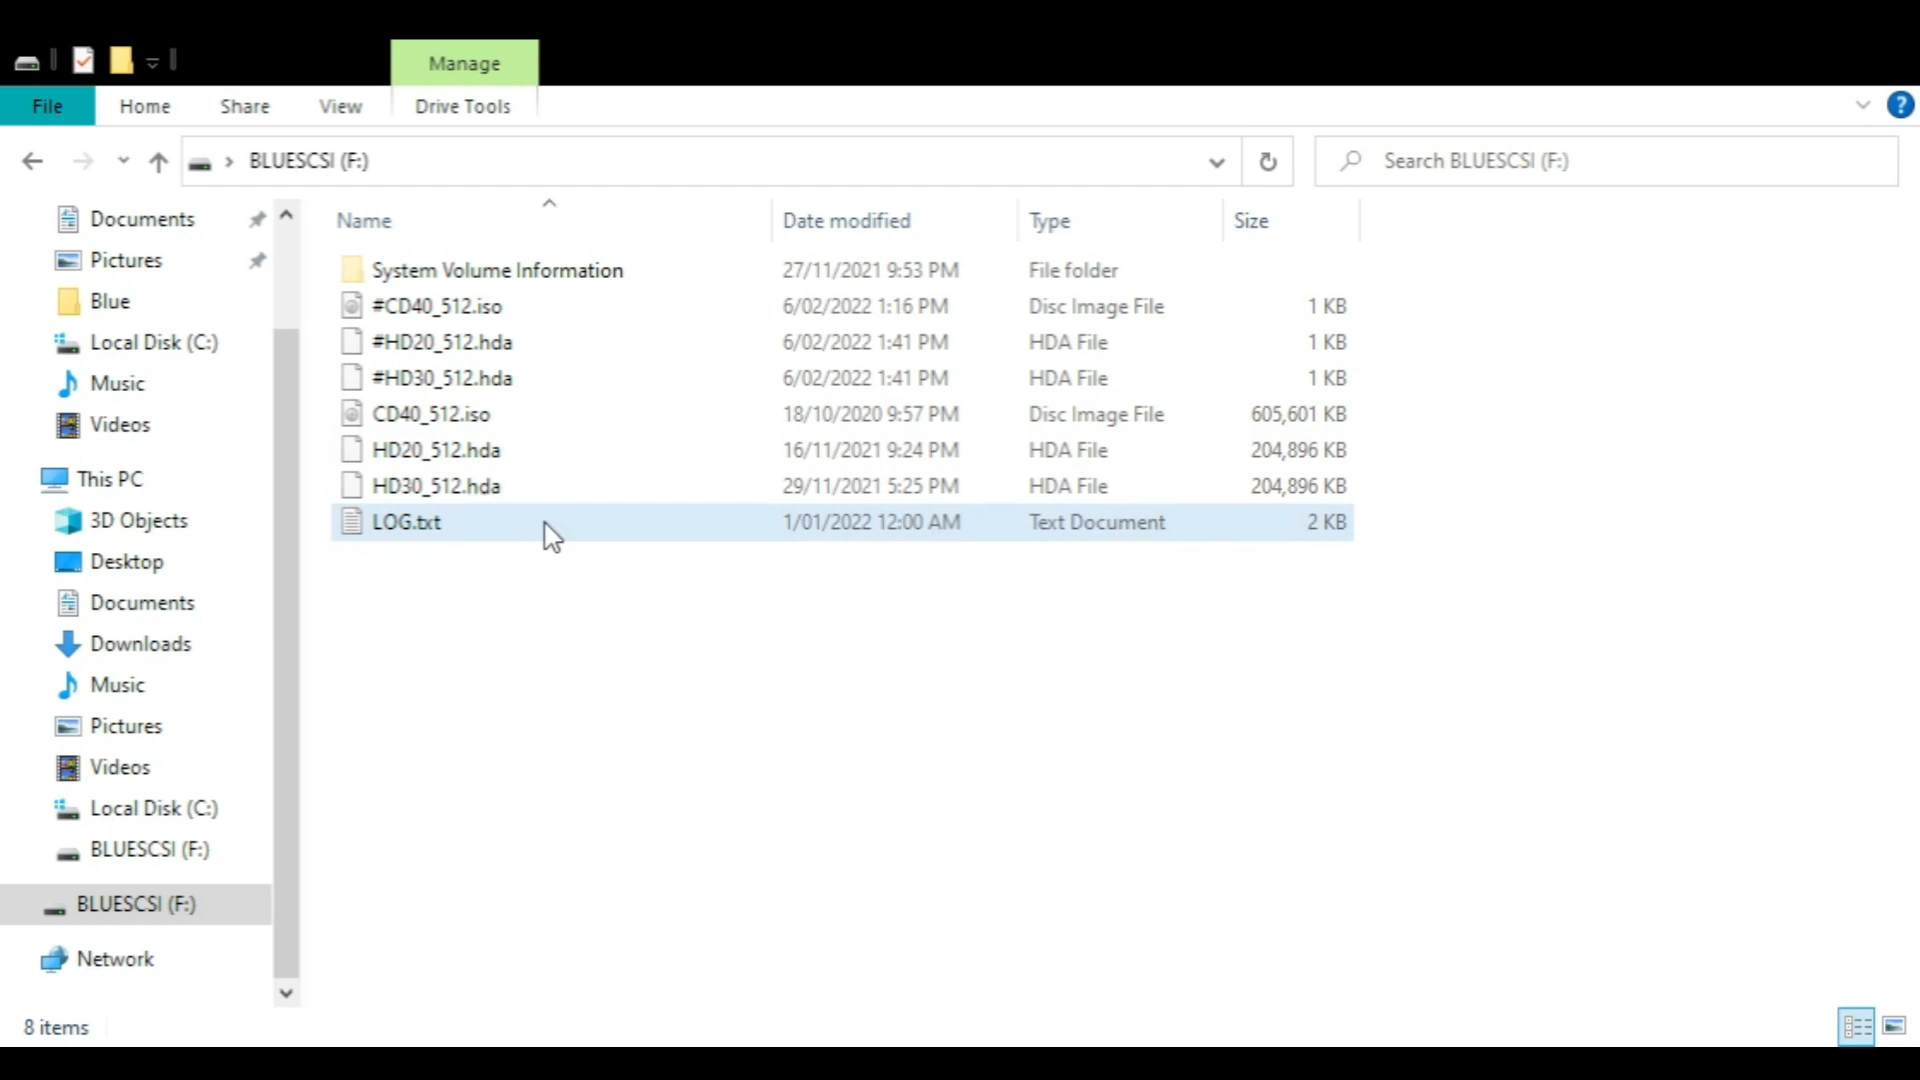 Manage
File Home Share View Drive Tools
BLUESCSI (F:) Search BLUESCSI (F:)
Name Date modified Type Size
System Volume Information 27/11/2021 9:53 PM File folder
#CD40_512.iso 6/02/2022 1:16 PM Disc Image File 1 KB
#HD20_512.hda 6/02/2022 1:41 PM HDA File 1 KB
#HD30_512.hda 6/02/2022 1:41 PM HDA File 1 KB
CD40_512.iso 18/10/2020 9:57 PM Disc Image File 605,601 KB
HD20_512.hda 16/11/2021 9:24 PM HDA File 204,896 KB
HD30_512.hda 29/11/2021 5:25 PM HDA File 204,896 KB
LOG.txt 1/01/2022 12:00 AM Text Document 2 KB
Documents
Pictures
Blue
Local Disk (C:)
Music
Videos
This PC
3D Objects
Desktop
Documents
Downloads
Music
Pictures
Videos
Local Disk (C:)
BLUESCSI (F:)
BLUESCSI (F:)
Network
8 items